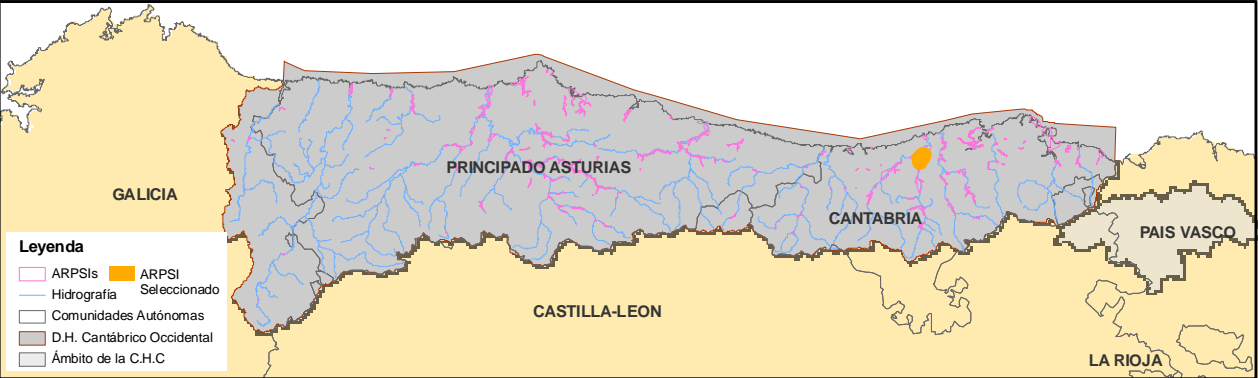 PRINCIPADO ASTURIAS
GALICIA
CANTABRIA
PAIS VASCO
CASTILLA-LEON
LA RIOJA
Leyenda
ARPSIs
ARPSI
Seleccionado
Hidrografía
Comunidades Autónomas
D.H. Cantábrico Occidental
Ámbito de la C.H.C